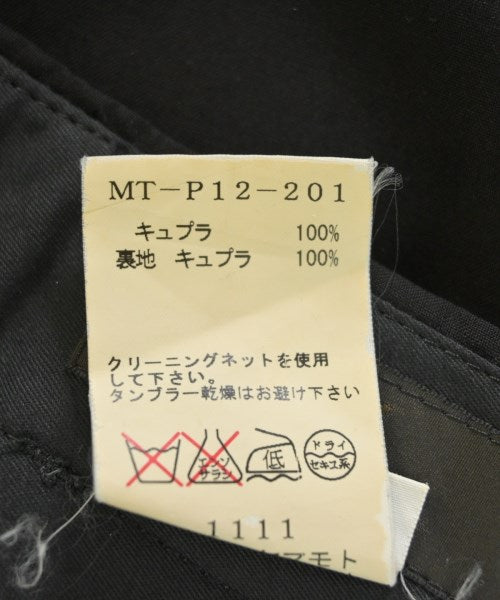 MT-P12-201
キュプラ 100%
裏地 キュプラ 100%
クリーニングネットを使用
して下さい。
タンブラー乾燥はお避け下さい
エンソ サラシ 低 ドライ セキユ系
1111
マモト